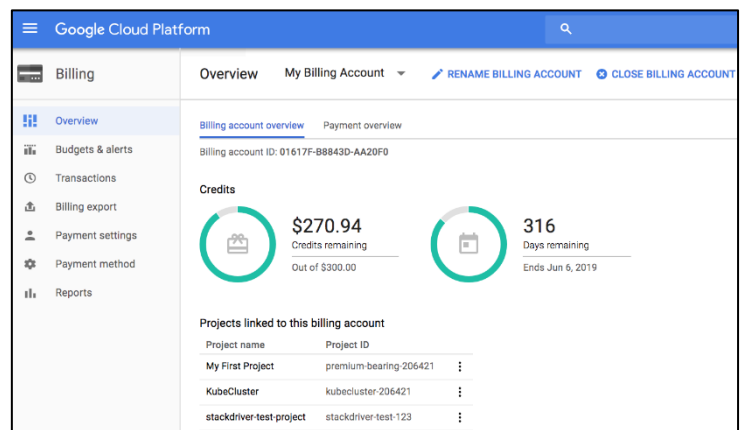 Google Cloud Platform
Billing
Overview
Budgets & alerts
Transactions
Billing export
Payment settings
Payment method
Reports
Overview My Billing Account RENAME BILLING ACCOUNT CLOSE BILLING ACCOUNT
Billing account overview Payment overview
Billing account ID: 01617F-B8843D-AA20F0
Credits
$270.94
Credits remaining
Out of $300.00
316
Days remaining
Ends Jun 6, 2019
Projects linked to this billing account
Project name Project ID
My First Project premium-bearing-206421
KubeCluster kubecluster-206421
stackdriver-test-project stackdriver-test-123